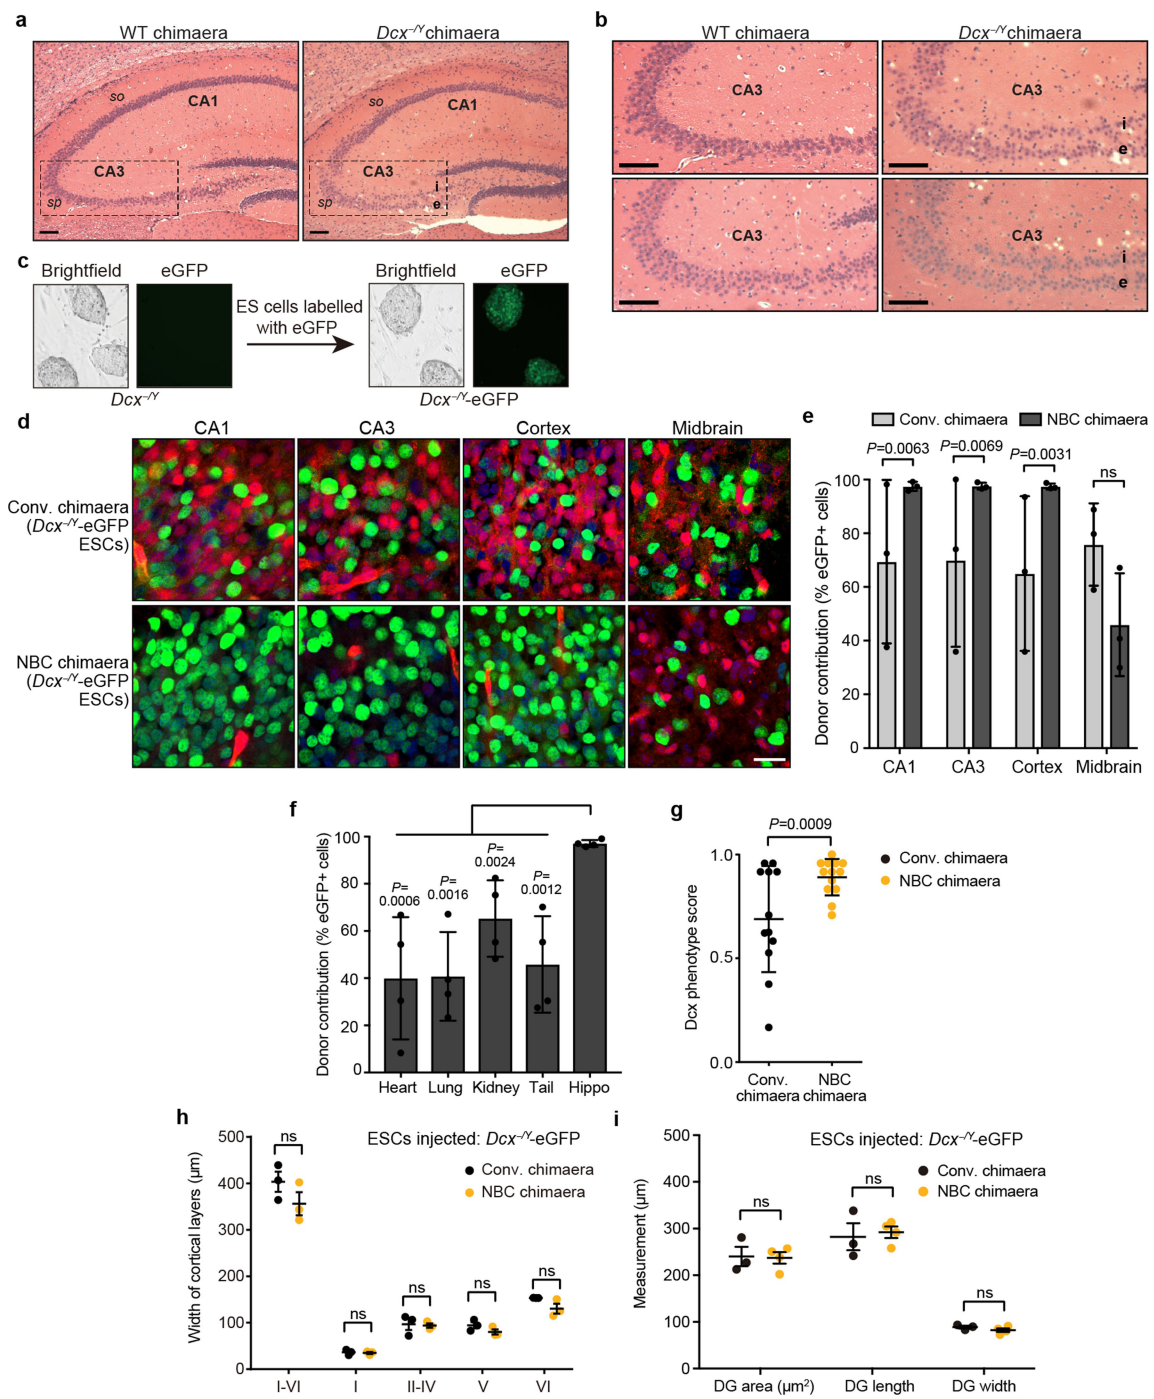 a
WT chimaera
Dcx⁻/ʸ chimaera
so
CA1
CA3
sp
so
CA1
CA3
i
sp
e
b
WT chimaera
Dcx⁻/ʸ chimaera
CA3
CA3
i
e
CA3
CA3
i
e
c
Brightfield
eGFP
ES cells labelled
with eGFP
Brightfield
eGFP
Dcx⁻/ʸ
Dcx⁻/ʸ-eGFP
d
CA1
CA3
Cortex
Midbrain
Conv. chimaera
(Dcx⁻/ʸ-eGFP
ESCs)
NBC chimaera
(Dcx⁻/ʸ-eGFP
ESCs)
e
Conv. chimaera
NBC chimaera
P=0.0063
P=0.0069
P=0.0031
ns
Donor contribution (% eGFP+ cells)
100
80
60
40
20
0
CA1
CA3
Cortex
Midbrain
f
Donor contribution (% eGFP+ cells)
100
80
60
40
20
0
P=
0.0006
P=
0.0016
P=
0.0024
P=
0.0012
Heart
Lung
Kidney
Tail
Hippo
g
P=0.0009
Conv. chimaera
NBC chimaera
Dcx phenotype score
1.0
0.5
0.0
Conv.
chimaera
NBC
chimaera
h
ESCs injected: Dcx⁻/ʸ-eGFP
Conv. chimaera
NBC chimaera
Width of cortical layers (µm)
500
400
300
200
100
0
ns
ns
ns
ns
ns
I-VI
I
II-IV
V
VI
i
ESCs injected: Dcx⁻/ʸ-eGFP
Conv. chimaera
NBC chimaera
Measurement (µm)
500
400
300
200
100
0
ns
ns
ns
DG area (µm²)
DG length
DG width